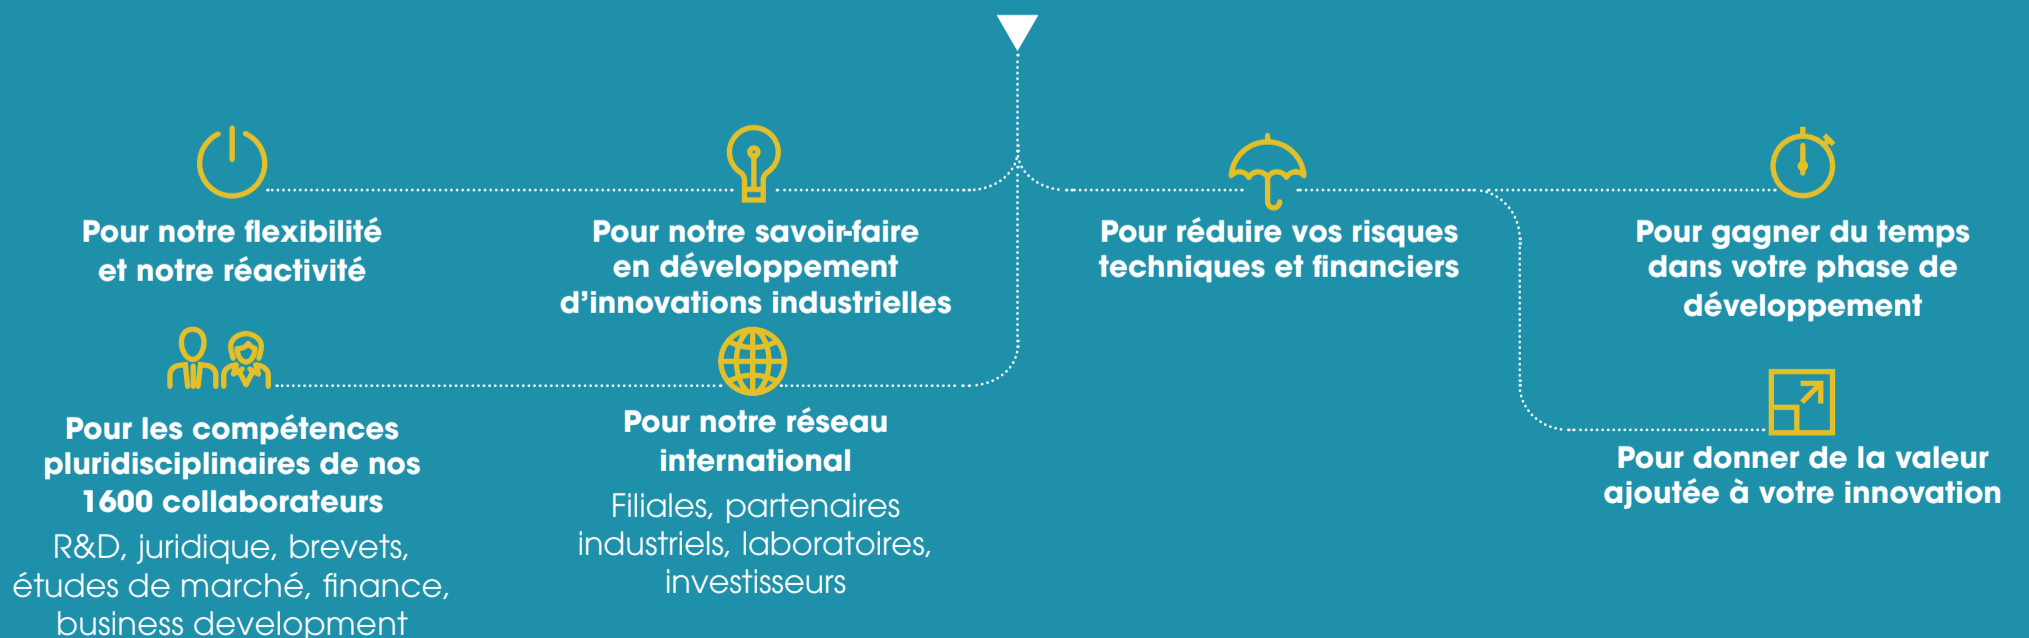 Pour notre flexibilité
et notre réactivité
Pour notre savoir-faire
en développement
d'innovations industrielles
Pour réduire vos risques
techniques et financiers
Pour gagner du temps
dans votre phase de
développement
Pour les compétences
pluridisciplinaires de nos
1600 collaborateurs
R&D, juridique, brevets,
études de marché, finance,
business development
Pour notre réseau
international
Filiales, partenaires
industriels, laboratoires,
investisseurs
Pour donner de la valeur
ajoutée à votre innovation